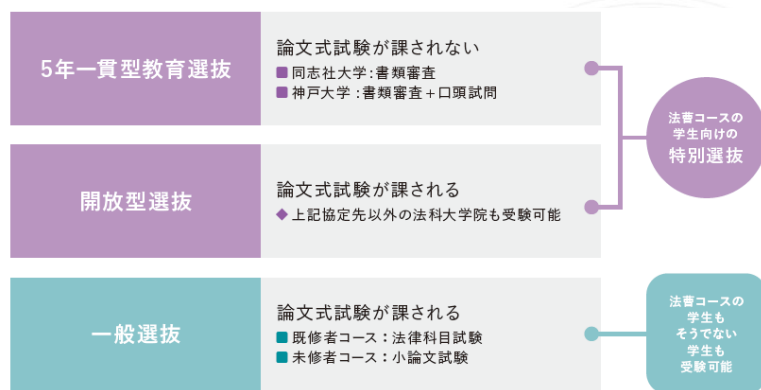 5年一貫型教育選抜
論文式試験が課されない
■ 同志社大学:書類審査
■ 神戸大学:書類審査+口頭試問
法曹コースの
学生向けの
特別選抜
開放型選抜
論文式試験が課される
◆ 上記協定先以外の法科大学院も受験可能
一般選抜
論文式試験が課される
■ 既修者コース:法律科目試験
■ 未修者コース:小論文試験
法曹コースの
学生も
そうでない
学生も
受験可能